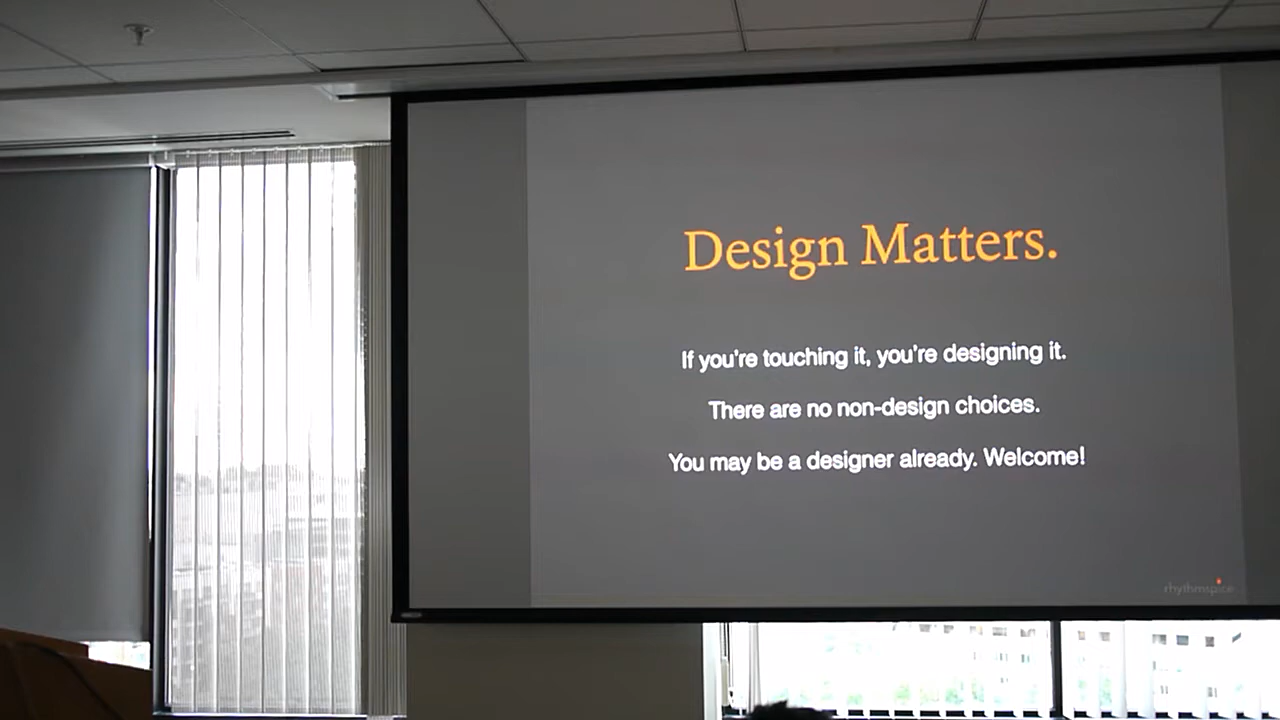 Design Matters.
If you're touching it, you're designing it.
There are no non-design choices.
You may be a designer already. Welcome!
rhythmspice